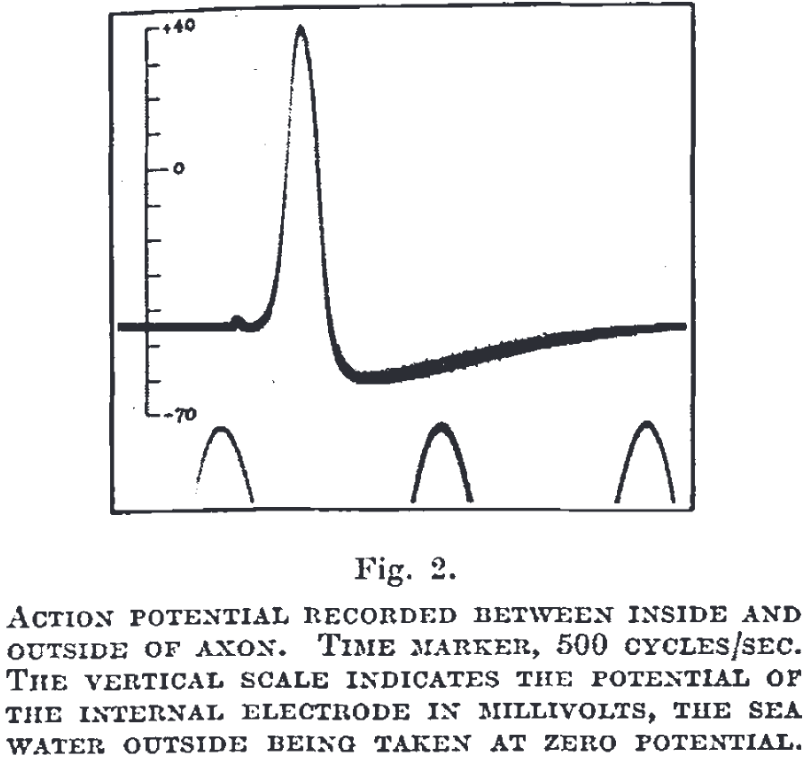 +40
0
-70
Fig. 2.
ACTION POTENTIAL RECORDED BETWEEN INSIDE AND
OUTSIDE OF AXON. TIME MARKER, 500 CYCLES/SEC.
THE VERTICAL SCALE INDICATES THE POTENTIAL OF
THE INTERNAL ELECTRODE IN MILLIVOLTS, THE SEA
WATER OUTSIDE BEING TAKEN AT ZERO POTENTIAL.